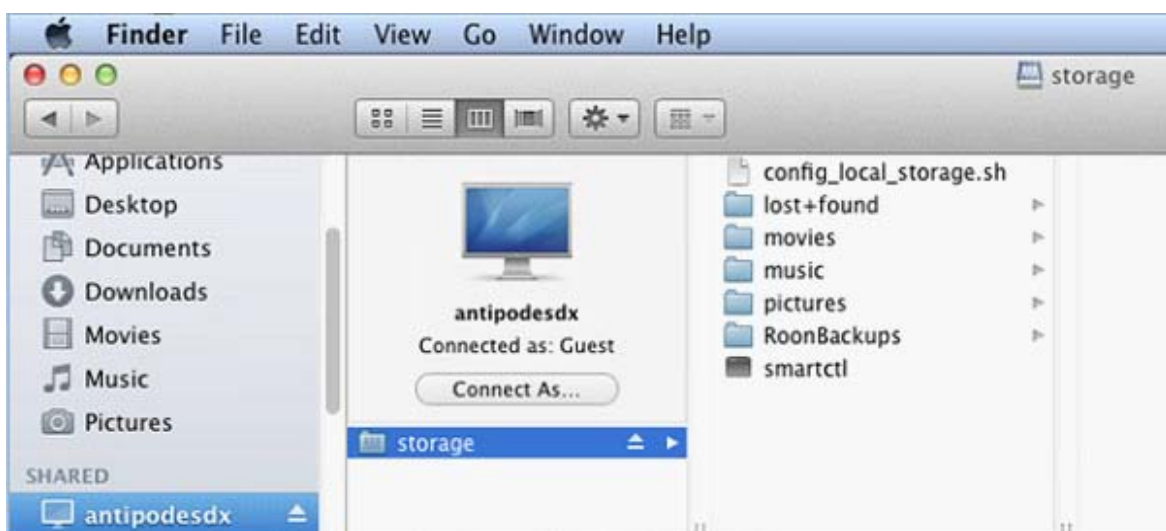 Finder File Edit View Go Window Help
storage
Applications
Desktop
Documents
Downloads
Movies
Music
Pictures
SHARED
antipodesdx
antipodesdx
Connected as: Guest
Connect As...
storage
config_local_storage.sh
lost+found
movies
music
pictures
RoonBackups
smartctl